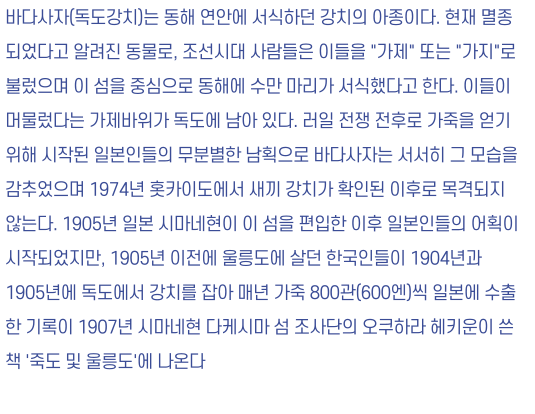 바다사자(독도강치)는 동해 연안에 서식하던 강치의 아종이다. 현재 멸종
되었다고 알려진 동물로, 조선시대 사람들은 이들을 "가제" 또는 "가지"로
불렀으며 이 섬을 중심으로 동해에 수만 마리가 서식했다고 한다. 이들이
머물렀다는 가제바위가 독도에 남아 있다. 러일 전쟁 전후로 가죽을 얻기
위해 시작된 일본인들의 무분별한 남획으로 바다사자는 서서히 그 모습을
감추었으며 1974년 홋카이도에서 새끼 강치가 확인된 이후로 목격되지
않는다. 1905년 일본 시마네현이 이 섬을 편입한 이후 일본인들의 어획이
시작되었지만, 1905년 이전에 울릉도에 살던 한국인들이 1904년과
1905년에 독도에서 강치를 잡아 매년 가죽 800관(600엔)씩 일본에 수출
한 기록이 1907년 시마네현 다케시마 섬 조사단의 오쿠하라 헤키운이 쓴
책 '죽도 및 울릉도'에 나온다